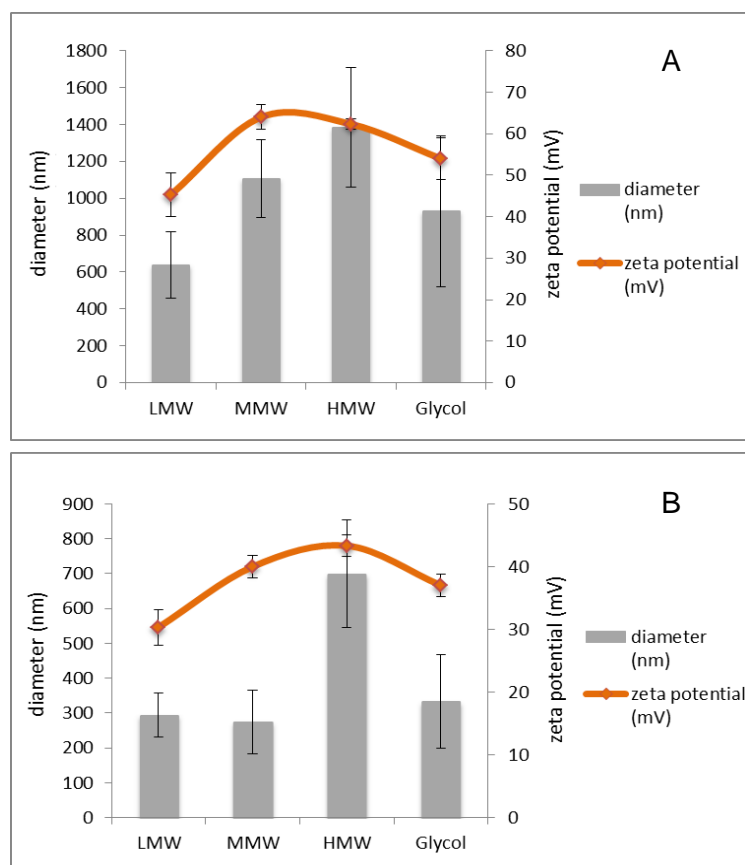 A
1800
1600
1400
1200
1000
800
600
400
200
0
diameter (nm)
80
70
60
50
40
30
20
10
0
zeta potential (mV)
LMW MMW HMW Glycol
diameter
(nm)
zeta potential
(mV)
B
900
800
700
600
500
400
300
200
100
0
diameter (nm)
50
40
30
20
10
0
zeta potential (mV)
LMW MMW HMW Glycol
diameter
(nm)
zeta potential
(mV)